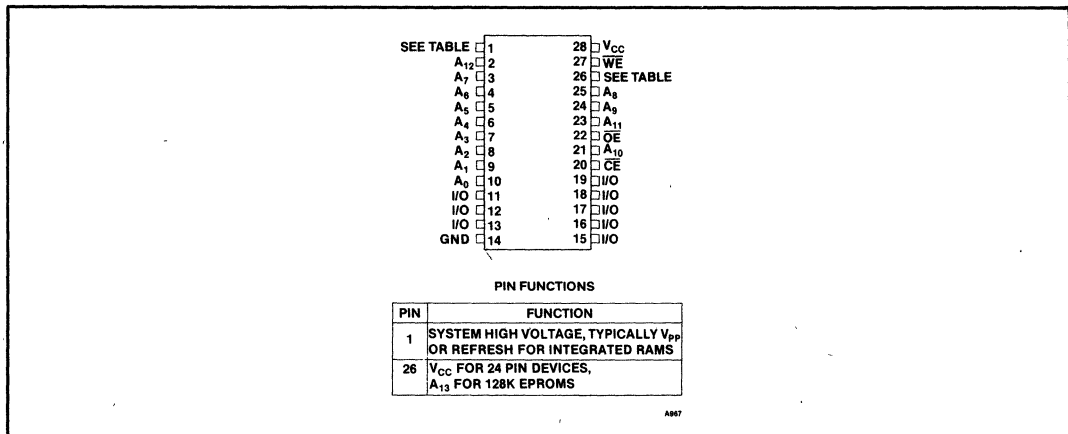 SEE TABLE 1 28 VCC
A12 2 27 WE
A7 3 26 SEE TABLE
A6 4 25 A8
A5 5 24 A9
A4 6 23 A11
A3 7 22 OE
A2 8 21 A10
A1 9 20 CE
A0 10 19 I/O
I/O 11 18 I/O
I/O 12 17 I/O
I/O 13 16 I/O
GND 14 15 I/O
PIN FUNCTIONS
PIN FUNCTION
1 SYSTEM HIGH VOLTAGE, TYPICALLY VPP
OR REFRESH FOR INTEGRATED RAMS
26 VCC FOR 24 PIN DEVICES,
A13 FOR 128K EPROMS
A967